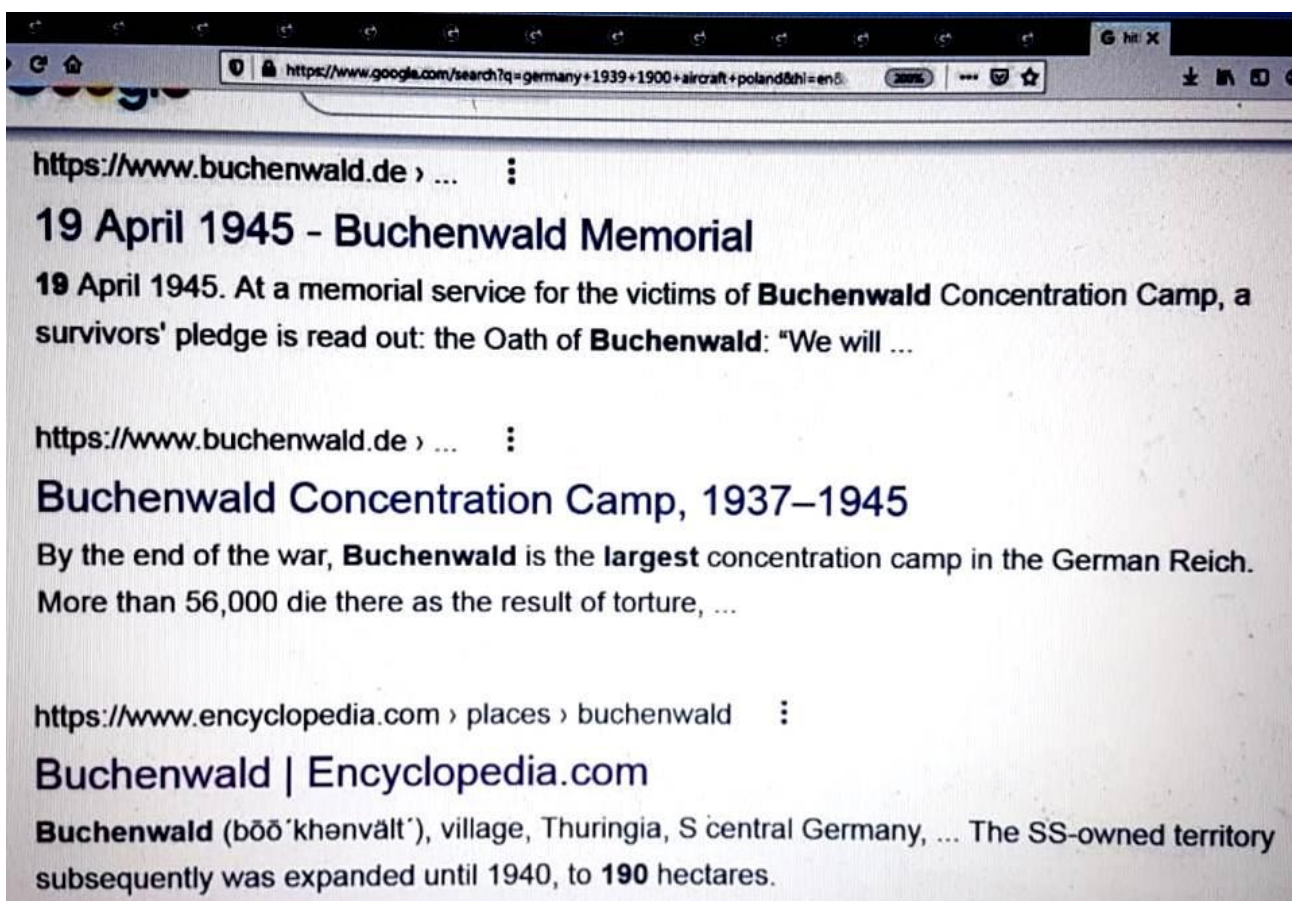 G hit X
https://www.google.com/search?q=germany+1939+1900+aircraft+poland&hl=en&
300%
https://www.buchenwald.de › ...
19 April 1945 - Buchenwald Memorial
19 April 1945. At a memorial service for the victims of Buchenwald Concentration Camp, a
survivors' pledge is read out: the Oath of Buchenwald: “We will ...
https://www.buchenwald.de › ...
Buchenwald Concentration Camp, 1937–1945
By the end of the war, Buchenwald is the largest concentration camp in the German Reich.
More than 56,000 die there as the result of torture, ...
https://www.encyclopedia.com › places › buchenwald
Buchenwald | Encyclopedia.com
Buchenwald (bo͞oʹkhənvältʹ), village, Thuringia, S central Germany, ... The SS-owned territory
subsequently was expanded until 1940, to 190 hectares.